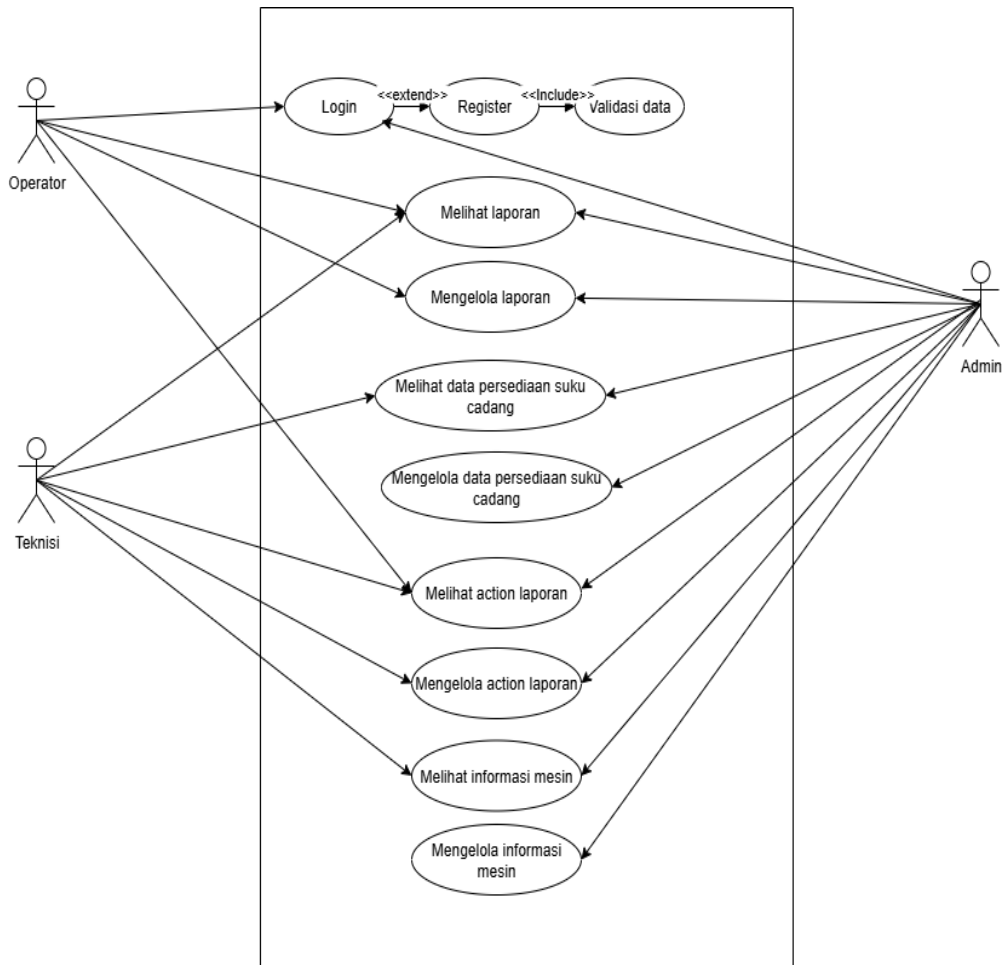 <<extend>>
<<Include>>
Login
Register
Validasi data
Operator
Melihat laporan
Mengelola laporan
Admin
Melihat data persediaan suku
cadang
Mengelola data persediaan suku
cadang
Teknisi
Melihat action laporan
Mengelola action laporan
Melihat informasi mesin
Mengelola informasi
mesin